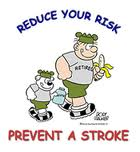 REDUCE YOUR RISK
RETIRED
PREVENT A STROKE